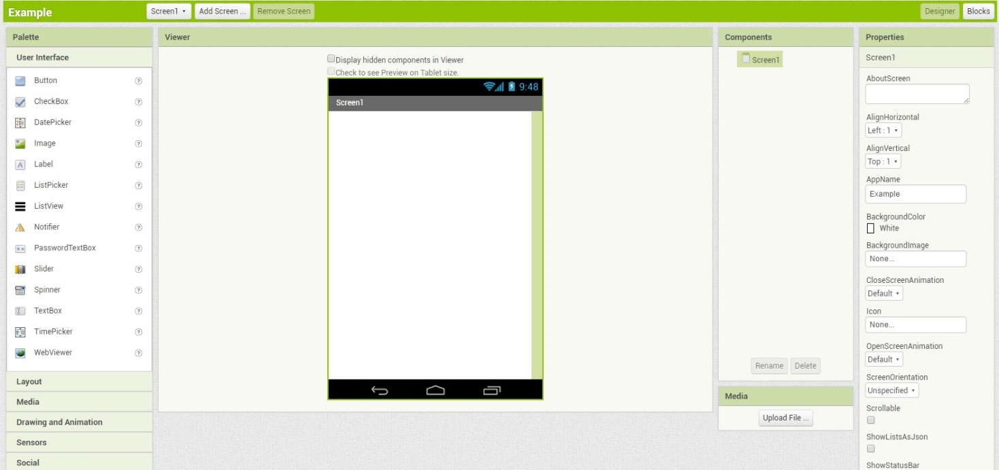 Example
Screen1
Add Screen ...
Remove Screen
Designer
Blocks
Palette
User Interface
Button
CheckBox
DatePicker
Image
Label
ListPicker
ListView
Notifier
PasswordTextBox
Slider
Spinner
TextBox
TimePicker
WebViewer
Layout
Media
Drawing and Animation
Sensors
Social
Viewer
Display hidden components in Viewer
Check to see Preview on Tablet size.
9:48
Screen1
Components
Screen1
Rename
Delete
Media
Upload File ...
Properties
Screen1
AboutScreen
AlignHorizontal
Left : 1
AlignVertical
Top : 1
AppName
Example
BackgroundColor
White
BackgroundImage
None...
CloseScreenAnimation
Default
Icon
None...
OpenScreenAnimation
Default
ScreenOrientation
Unspecified
Scrollable
ShowListsAsJson
ShowStatusBar